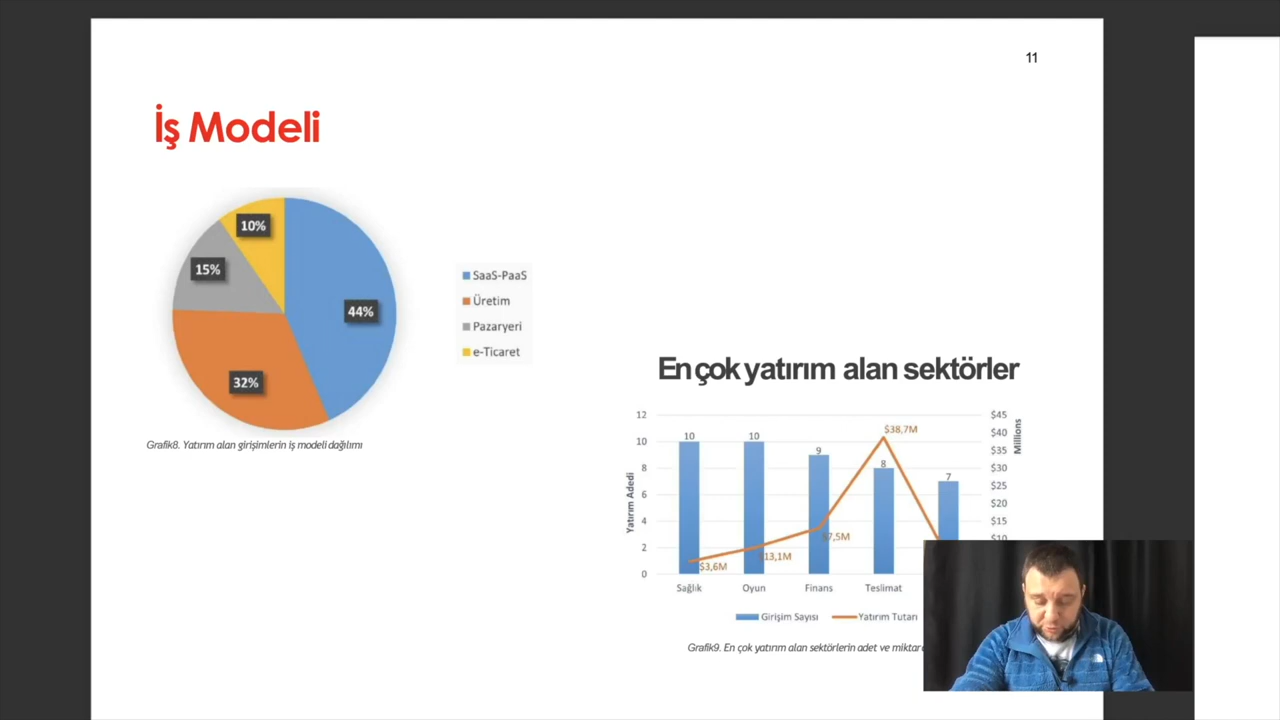 11
İş Modeli
10%
15%
44%
32%
SaaS-PaaS
Üretim
Pazaryeri
e-Ticaret
Grafik8. Yatırım alan girişimlerin iş modeli dağılımı
En çok yatırım alan sektörler
Yatırım Adedi
12
10
8
6
4
2
0
10
10
9
8
7
$3,6M
13,1M
7,5M
$38,7M
$45
$40
$35
$30
$25
$20
$15
$10
Millions
Sağlık Oyun Finans Teslimat
Girişim Sayısı Yatırım Tutarı
Grafik9. En çok yatırım alan sektörlerin adet ve